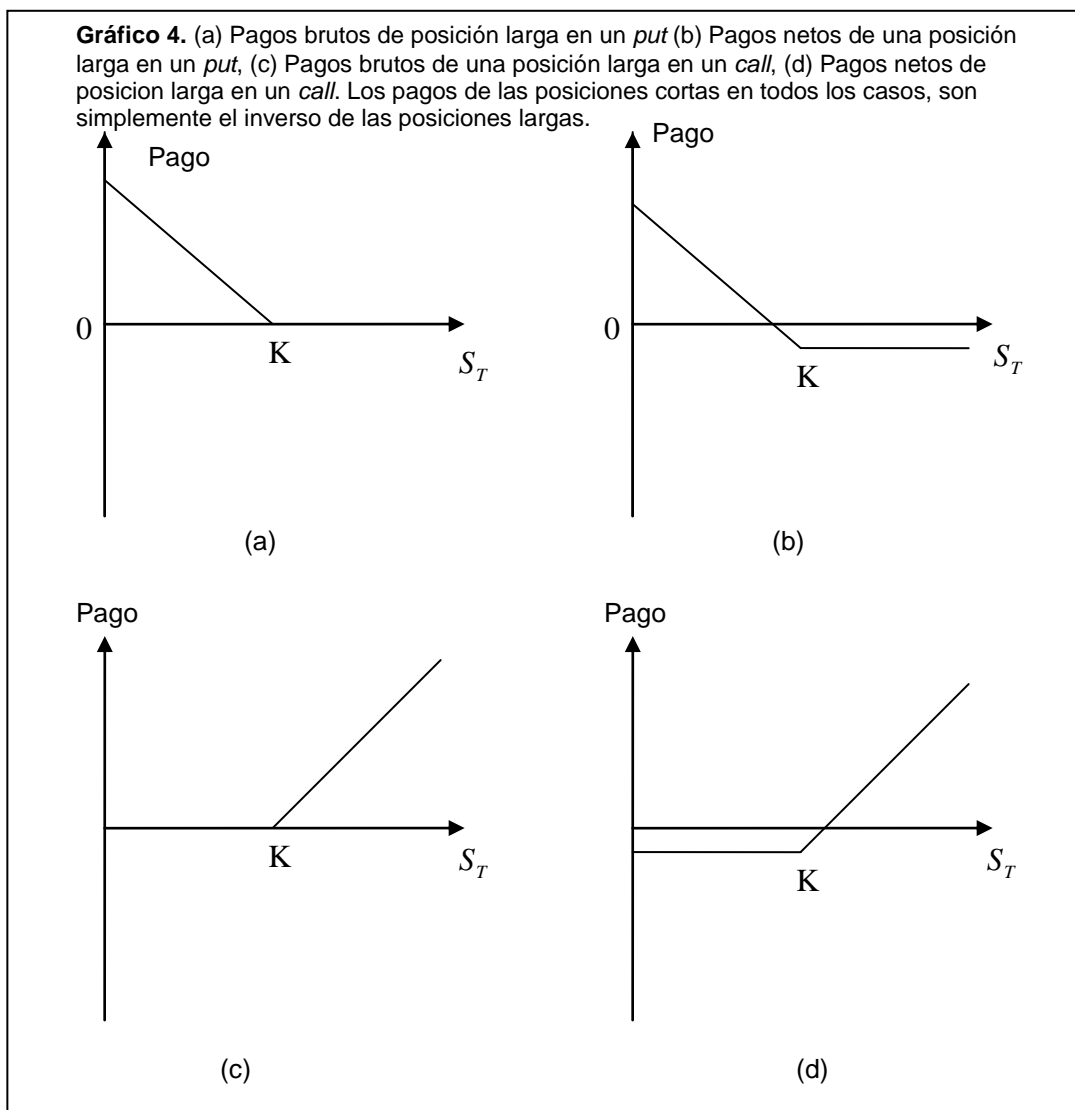 Gráfico 4. (a) Pagos brutos de posición larga en un put (b) Pagos netos de una posición
larga en un put, (c) Pagos brutos de una posición larga en un call, (d) Pagos netos de
posicion larga en un call. Los pagos de las posiciones cortas en todos los casos, son
simplemente el inverso de las posiciones largas.
Pago
0
K
S_T
(a)
Pago
0
K
S_T
(b)
Pago
K
S_T
(c)
Pago
K
S_T
(d)